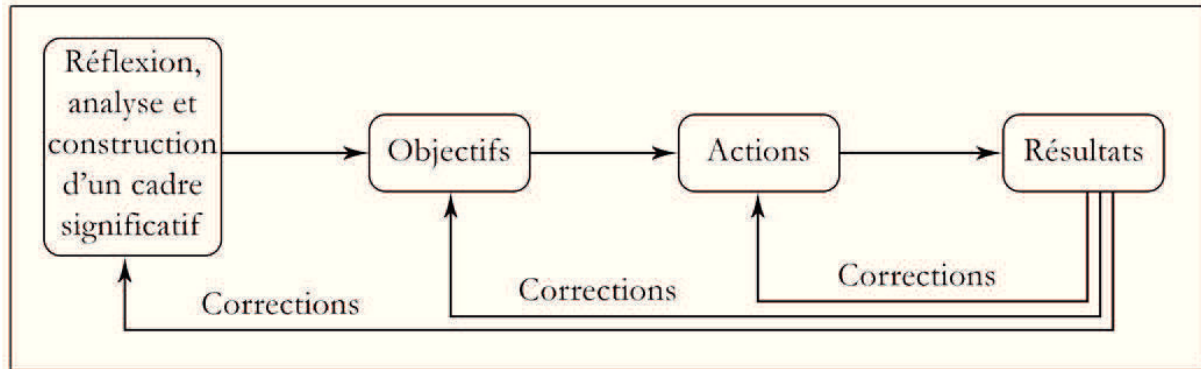 Réflexion,
analyse et
construction
d'un cadre
significatif
Objectifs
Actions
Résultats
Corrections
Corrections
Corrections